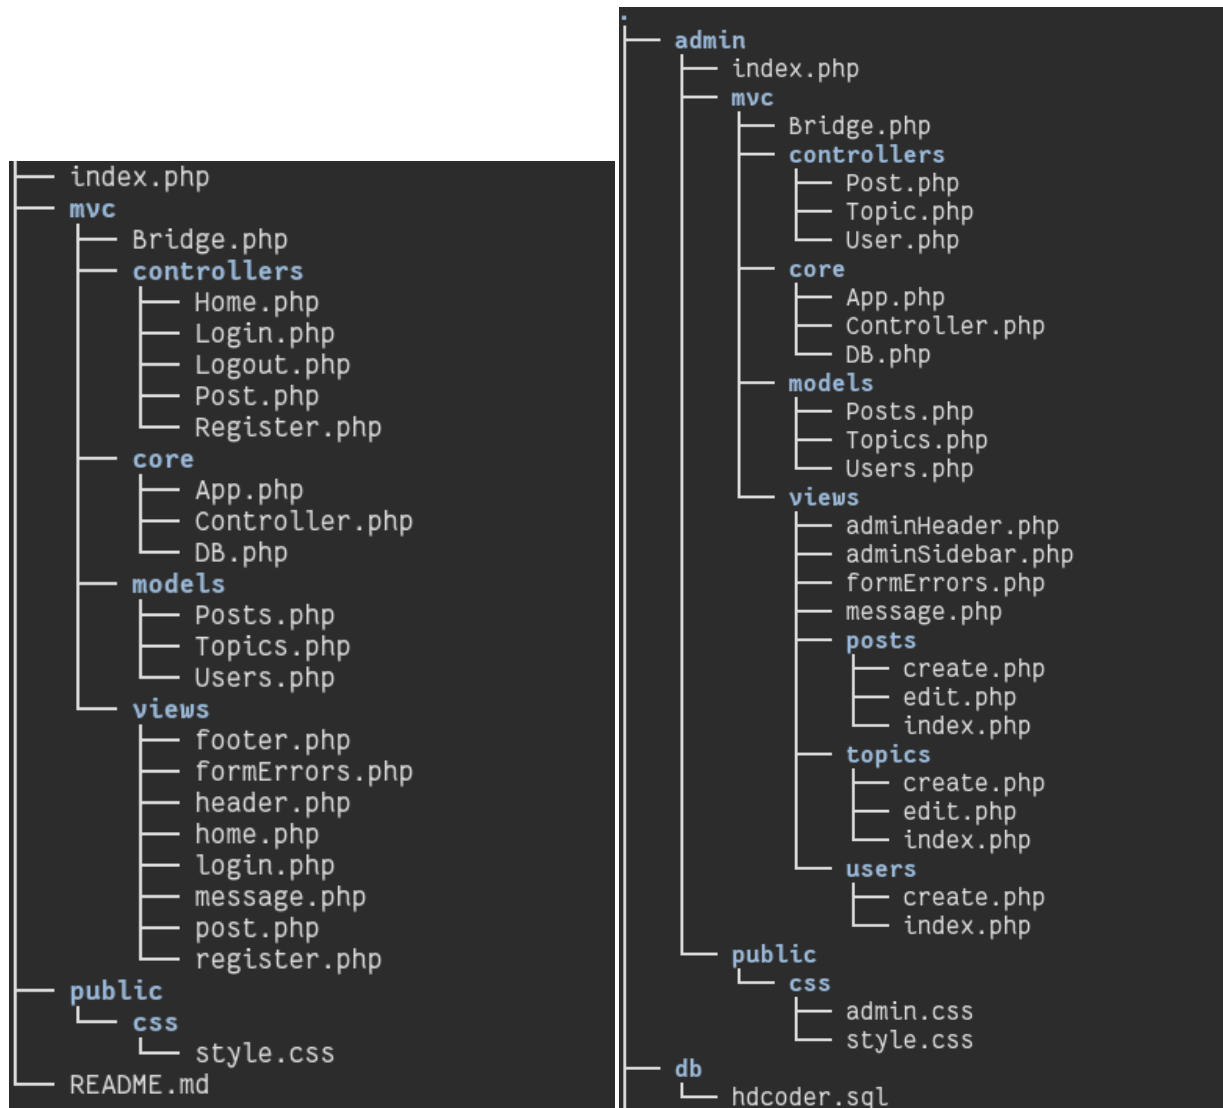 index.php
mvc
Bridge.php
controllers
Home.php
Login.php
Logout.php
Post.php
Register.php
core
App.php
Controller.php
DB.php
models
Posts.php
Topics.php
Users.php
views
footer.php
formErrors.php
header.php
home.php
login.php
message.php
post.php
register.php
public
css
style.css
README.md
.
admin
index.php
mvc
Bridge.php
controllers
Post.php
Topic.php
User.php
core
App.php
Controller.php
DB.php
models
Posts.php
Topics.php
Users.php
views
adminHeader.php
adminSidebar.php
formErrors.php
message.php
posts
create.php
edit.php
index.php
topics
create.php
edit.php
index.php
users
create.php
index.php
public
css
admin.css
style.css
db
hdcoder.sql